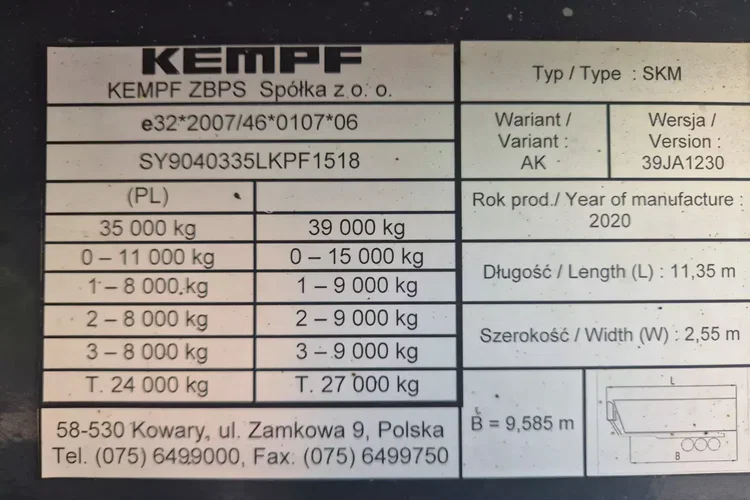 KEMPF
KEMPF ZBPS Spółka z o. o.
e32*2007/46*0107*06
SY9040335LKPF1518
(PL)
35 000 kg 39 000 kg
0 – 11 000 kg 0 – 15 000 kg
1 – 8 000 kg 1 – 9 000 kg
2 – 8 000 kg 2 – 9 000 kg
3 – 8 000 kg 3 – 9 000 kg
T. 24 000 kg T. 27 000 kg
58-530 Kowary, ul. Zamkowa 9, Polska
Tel. (075) 6499000, Fax. (075) 6499750
Typ / Type : SKM
Wariant /
Variant :
AK
Wersja /
Version :
39JA1230
Rok prod./ Year of manufacture :
2020
Długość / Length (L) : 11,35 m
Szerokość / Width (W) : 2,55 m
B = 9,585 m
L
B